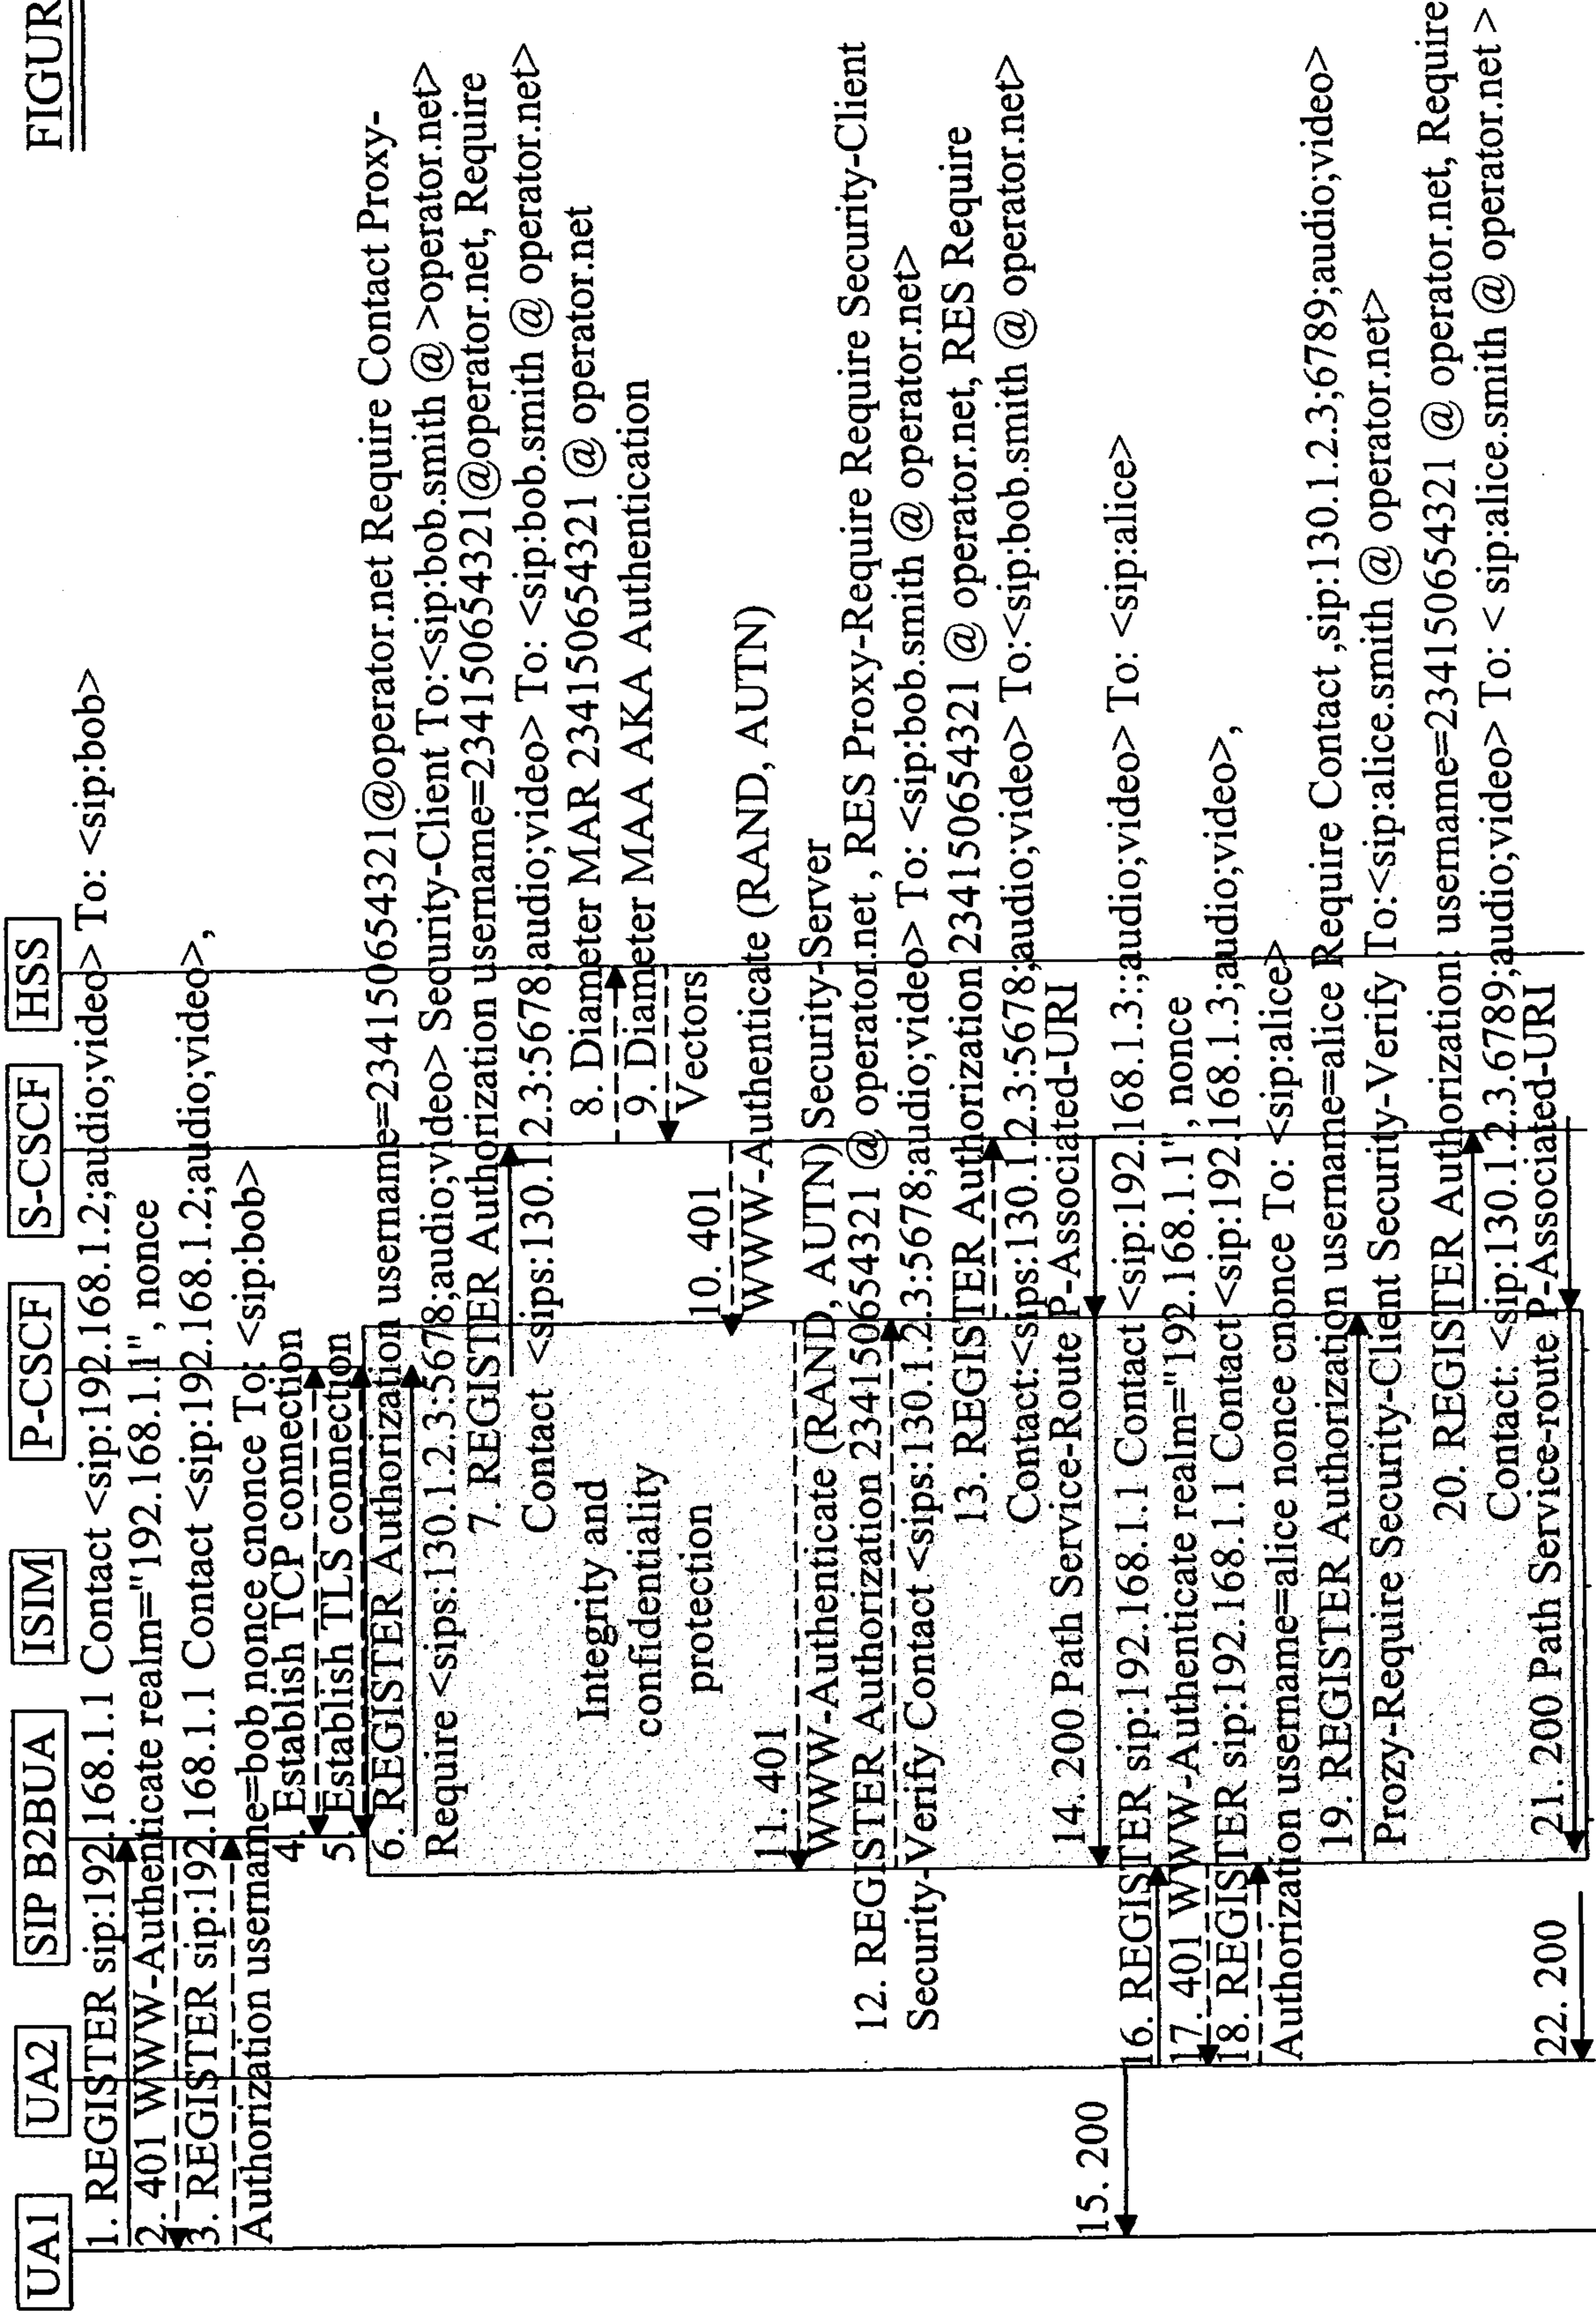 FIGUR
UA1 UA2 SIP B2BUA ISIM P-CSCF S-CSCF HSS
1. REGISTER sip:192.168.1.1 Contact <sip:192.168.1.2;audio;video> To: <sip:bob>
2. 401 WWW-Authenticate realm="192.168.1.1", nonce
3. REGISTER sip:192.168.1.1 Contact <sip:192.168.1.2;audio;video>,
Authorization username=bob nonce cnonce To: <sip:bob>
4. Establish TCP connection
5. Establish TLS connection
6. REGISTER Authorization username=234150654321@operator.net Require Contact Proxy-
Require <sips:130.1.2.3:5678;audio;video> Security-Client To:<sip:bob.smith @ >operator.net>
7. REGISTER Authorization username=234150654321@operator.net, Require
Contact <sips:130.1.2.3:5678;audio;video> To: <sip:bob.smith @ operator.net>
8. Diameter MAR 234150654321 @ operator.net
9. Diameter MAA AKA Authentication
Vectors
Integrity and
confidentiality
protection
10. 401
WWW-Authenticate (RAND, AUTN)
11. 401
WWW-Authenticate (RAND, AUTN) Security-Server
12. REGISTER Authorization 234150654321 @ operator.net , RES Proxy-Require Require Security-Client
Security-Verify Contact <sips:130.1.2.3:5678;audio;video> To: <sip:bob.smith @ operator.net>
13. REGISTER Authorization 234150654321 @ operator.net, RES Require
Contact:<sips:130.1.2.3:5678;audio;video> To:<sip:bob.smith @ operator.net>
14. 200 Path Service-Route P-Associated-URI
15. 200
16. REGISTER sip:192.168.1.1 Contact <sip:192.168.1.3:;audio;video> To: <sip:alice>
17. 401 WWW-Authenticate realm="192.168.1.1", nonce
18. REGISTER sip:192.168.1.1 Contact <sip:192.168.1.3;audio;video>,
Authorization username=alice nonce cnonce To: <sip:alice>
19. REGISTER Authorization username=alice Require Contact ,sip:130.1.2.3;6789;audio;video>
Prozy-Require Security-Client Security-Verify To:<sip:alice.smith @ operator.net>
20. REGISTER Authorization username=234150654321 @ operator.net, Require
Contact: <sip:130.1.2.3.6789;audio;video> To: < sip:alice.smith @ operator.net >
21. 200 Path Service-route P-Associated-URI
22. 200